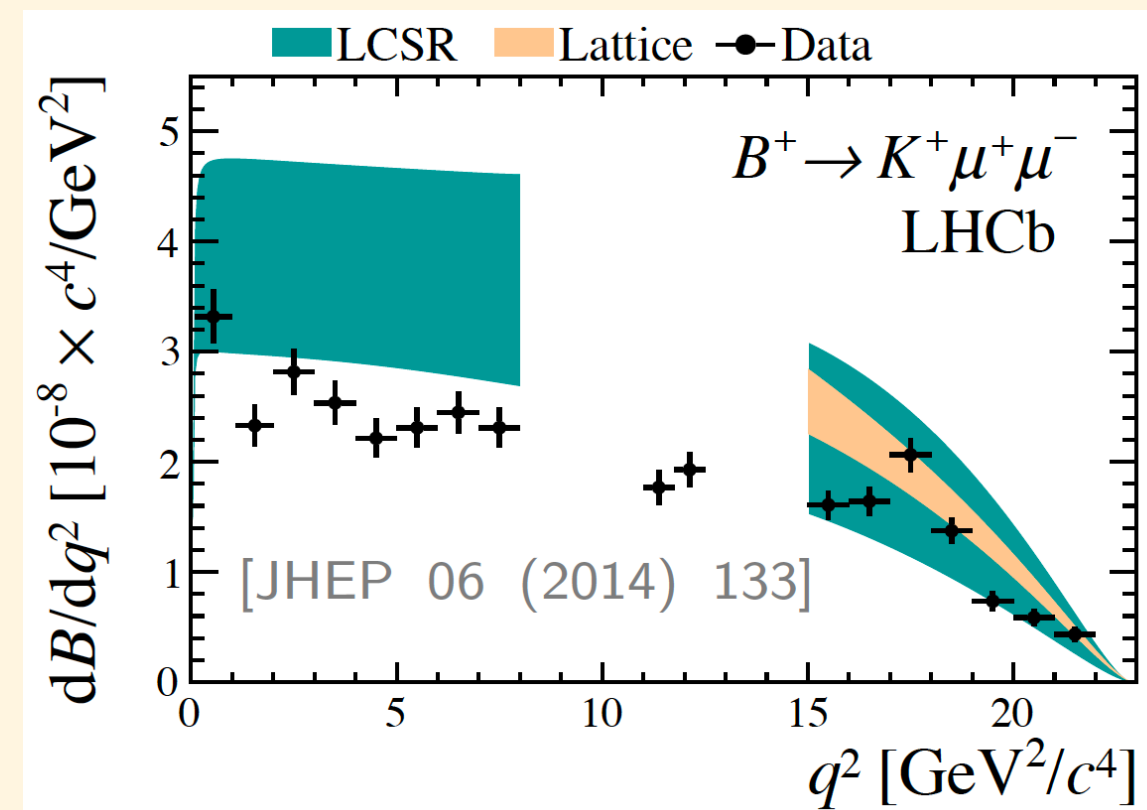 LCSR Lattice Data
dB/dq² [10⁻⁸ × c⁴/GeV²]
5
4
3
2
1
0
B⁺ → K⁺μ⁺μ⁻
LHCb
[JHEP 06 (2014) 133]
0 5 10 15 20
q² [GeV²/c⁴]